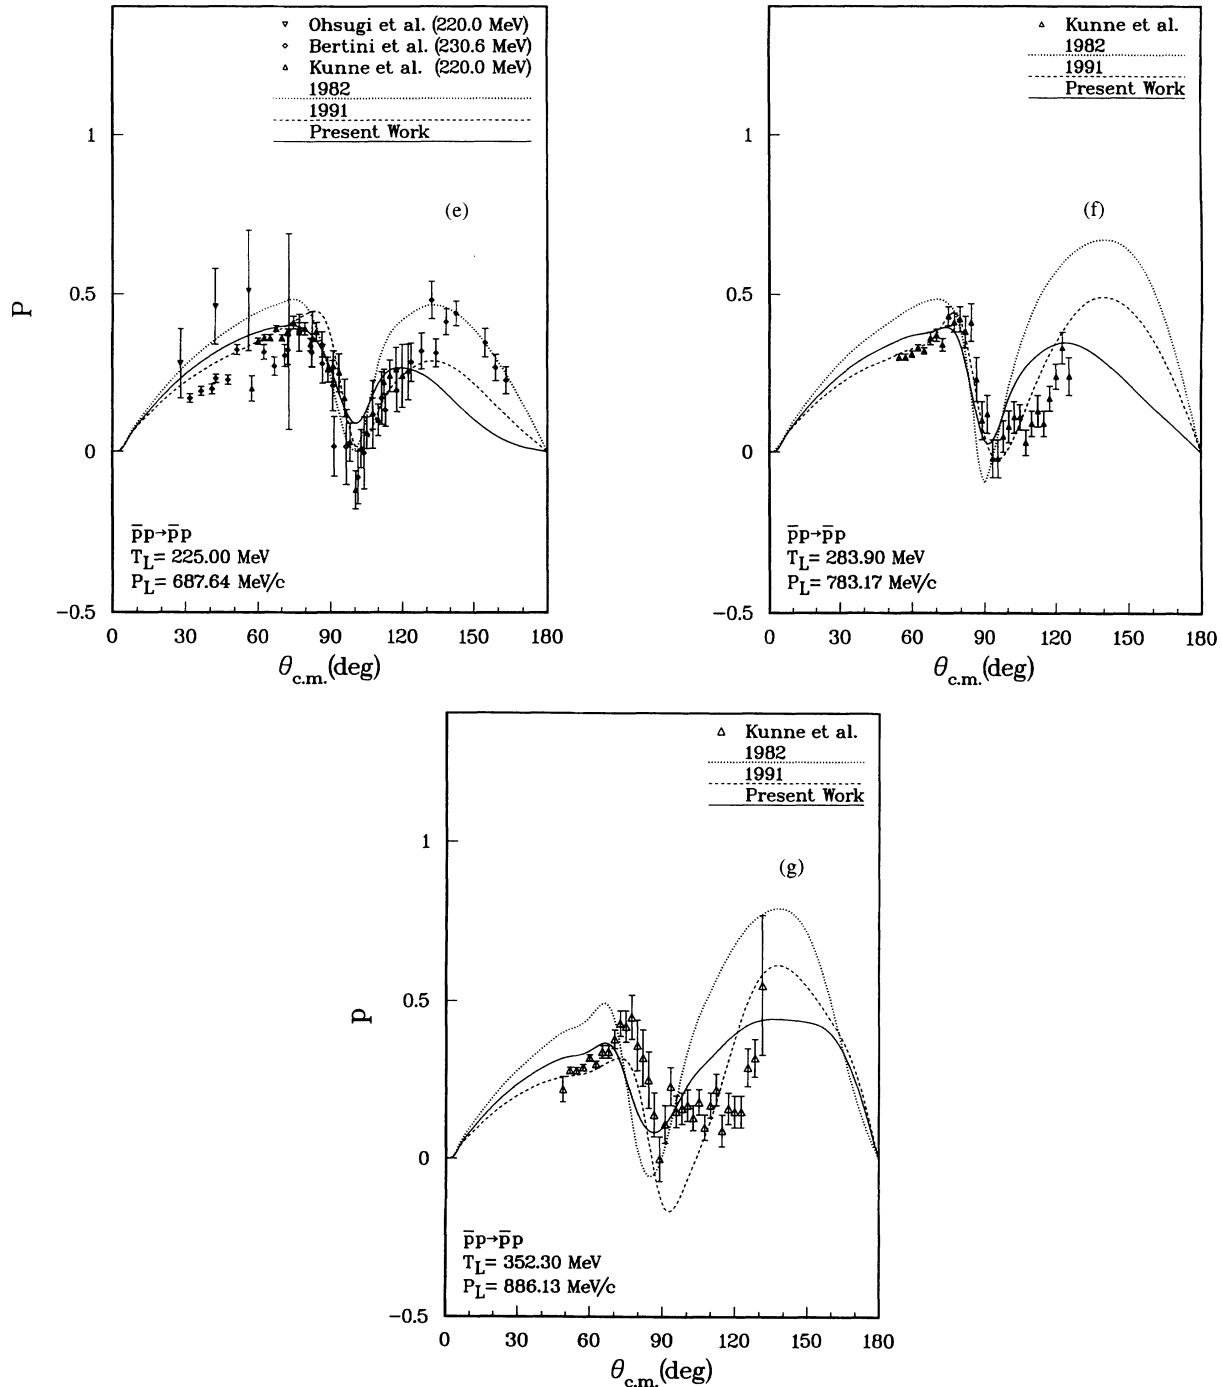 Ohsugi et al. (220.0 MeV)
Bertini et al. (230.6 MeV)
Kunne et al. (220.0 MeV)
1982
1991
Present Work
(e)
1
0.5
0
-0.5
P
p̅p→p̅p
T_L= 225.00 MeV
P_L= 687.64 MeV/c
0 30 60 90 120 150 180
θ_c.m.(deg)
Kunne et al.
1982
1991
Present Work
(f)
1
0.5
0
-0.5
p̅p→p̅p
T_L= 283.90 MeV
P_L= 783.17 MeV/c
0 30 60 90 120 150 180
θ_c.m.(deg)
Kunne et al.
1982
1991
Present Work
(g)
1
0.5
0
-0.5
p
p̅p→p̅p
T_L= 352.30 MeV
P_L= 886.13 MeV/c
0 30 60 90 120 150 180
θ_c.m.(deg)